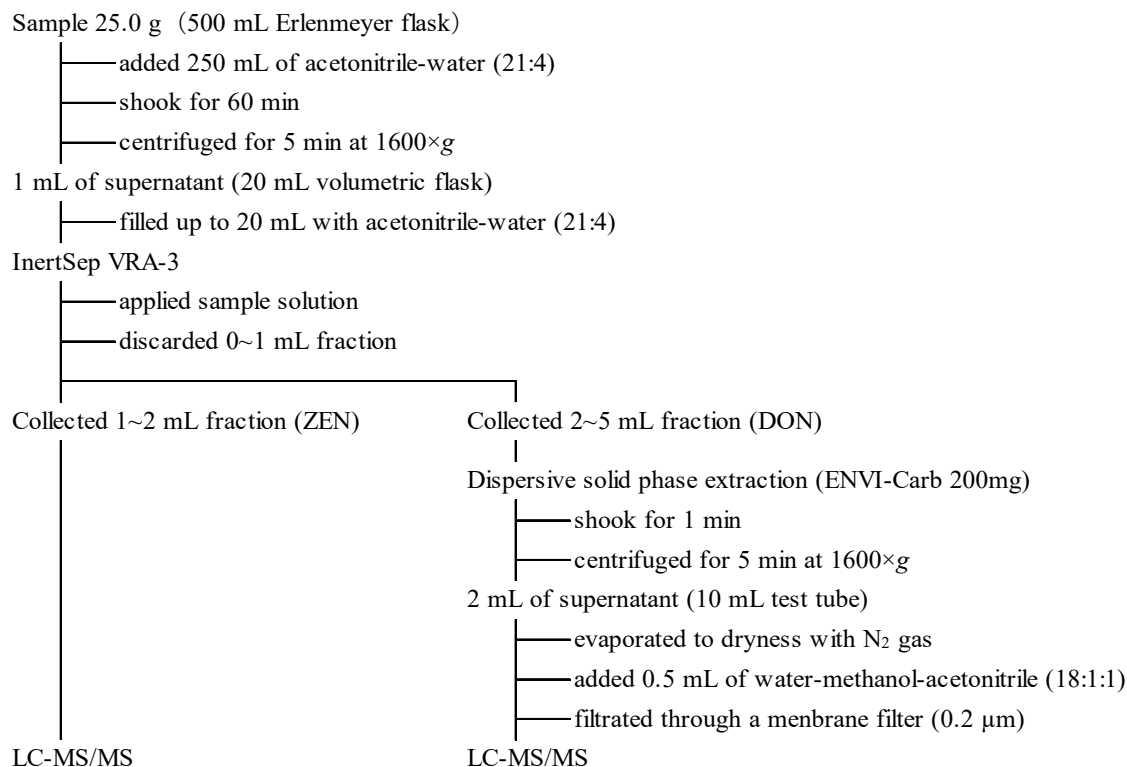 Sample 25.0 g（500 mL Erlenmeyer flask）
added 250 mL of acetonitrile-water (21:4)
shook for 60 min
centrifuged for 5 min at 1600×g
1 mL of supernatant (20 mL volumetric flask)
filled up to 20 mL with acetonitrile-water (21:4)
InertSep VRA-3
applied sample solution
discarded 0~1 mL fraction
Collected 1~2 mL fraction (ZEN)
Collected 2~5 mL fraction (DON)
Dispersive solid phase extraction (ENVI-Carb 200mg)
shook for 1 min
centrifuged for 5 min at 1600×g
2 mL of supernatant (10 mL test tube)
evaporated to dryness with N₂ gas
added 0.5 mL of water-methanol-acetonitrile (18:1:1)
filtrated through a menbrane filter (0.2 µm)
LC-MS/MS
LC-MS/MS